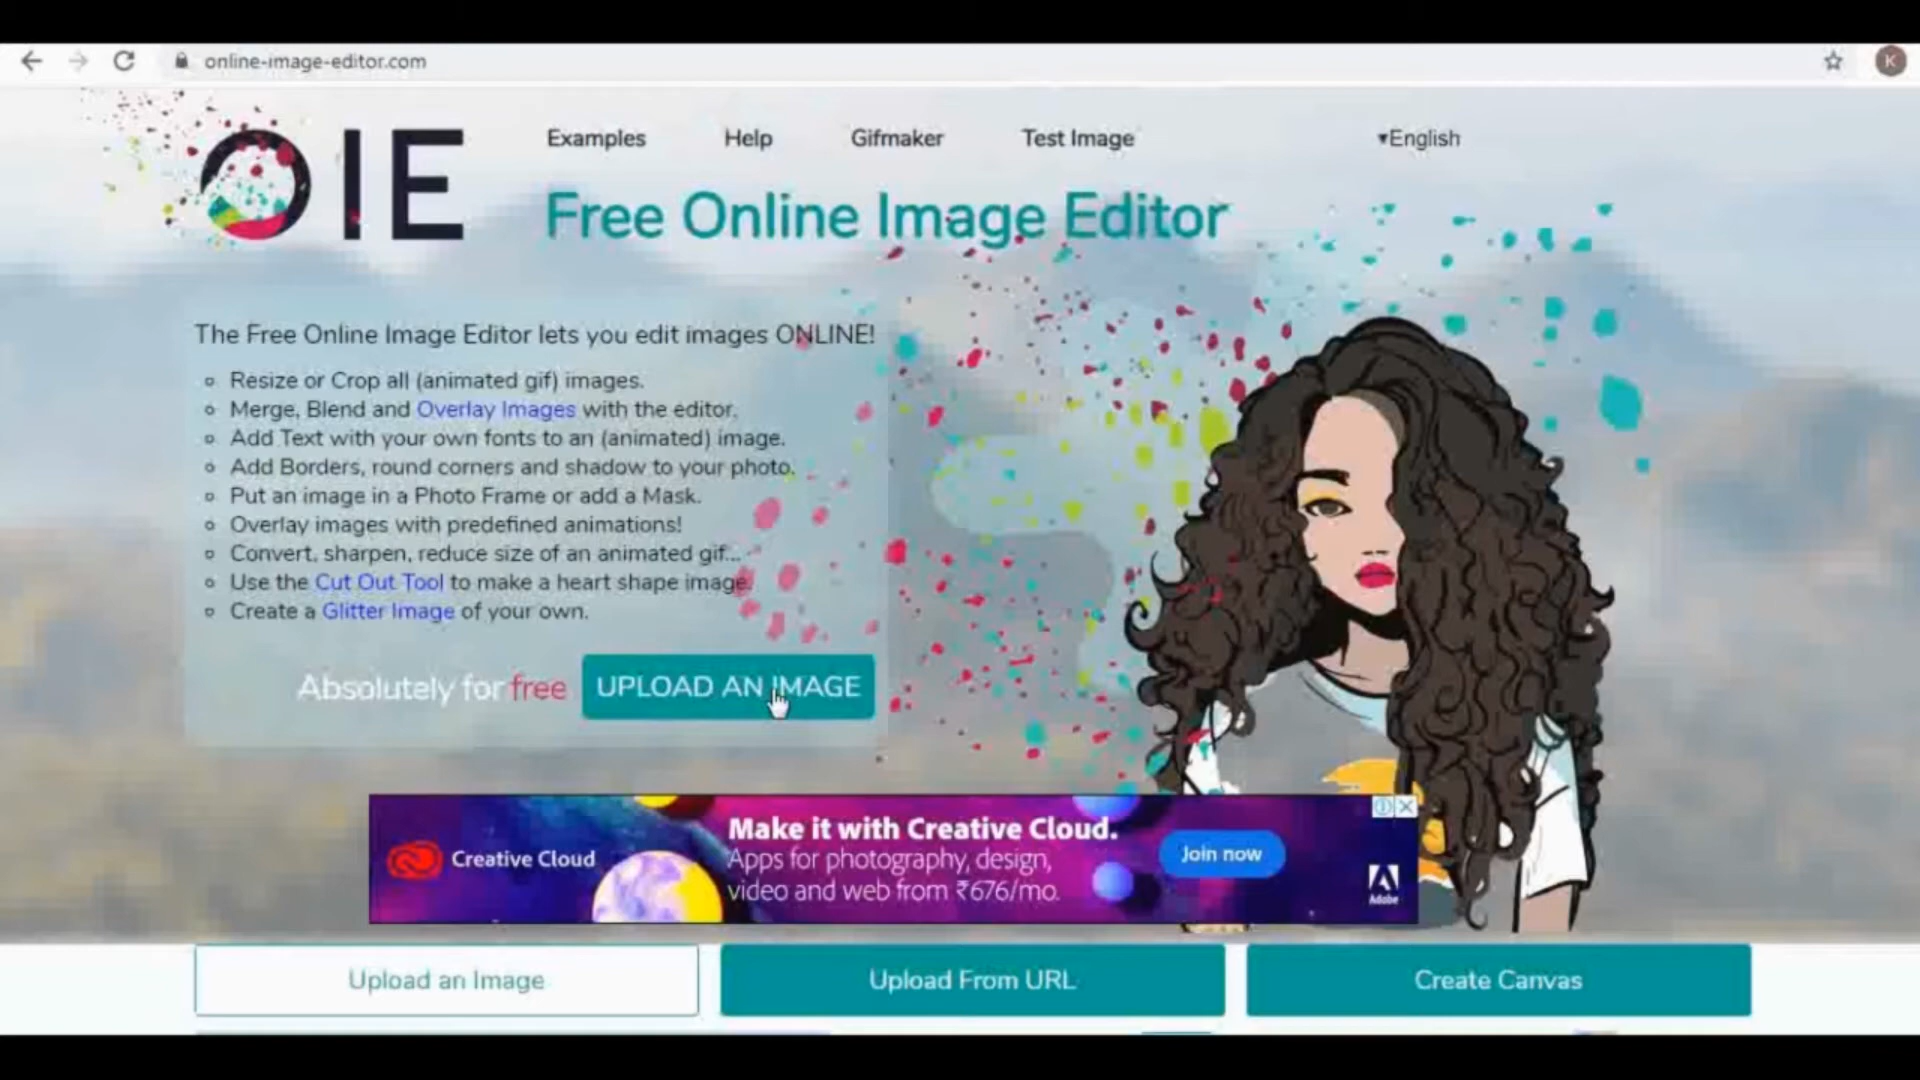 online-image-editor.com
K
OIE
Examples
Help
Gifmaker
Test Image
▾English
Free Online Image Editor
The Free Online Image Editor lets you edit images ONLINE!
Resize or Crop all (animated gif) images.
Merge, Blend and Overlay Images with the editor.
Add Text with your own fonts to an (animated) image.
Add Borders, round corners and shadow to your photo.
Put an image in a Photo Frame or add a Mask.
Overlay images with predefined animations!
Convert, sharpen, reduce size of an animated gif...
Use the Cut Out Tool to make a heart shape image.
Create a Glitter Image of your own.
Absolutely for free
UPLOAD AN IMAGE
Creative Cloud
Make it with Creative Cloud.
Apps for photography, design,
video and web from ₹676/mo.
Join now
Adobe
Upload an Image
Upload From URL
Create Canvas